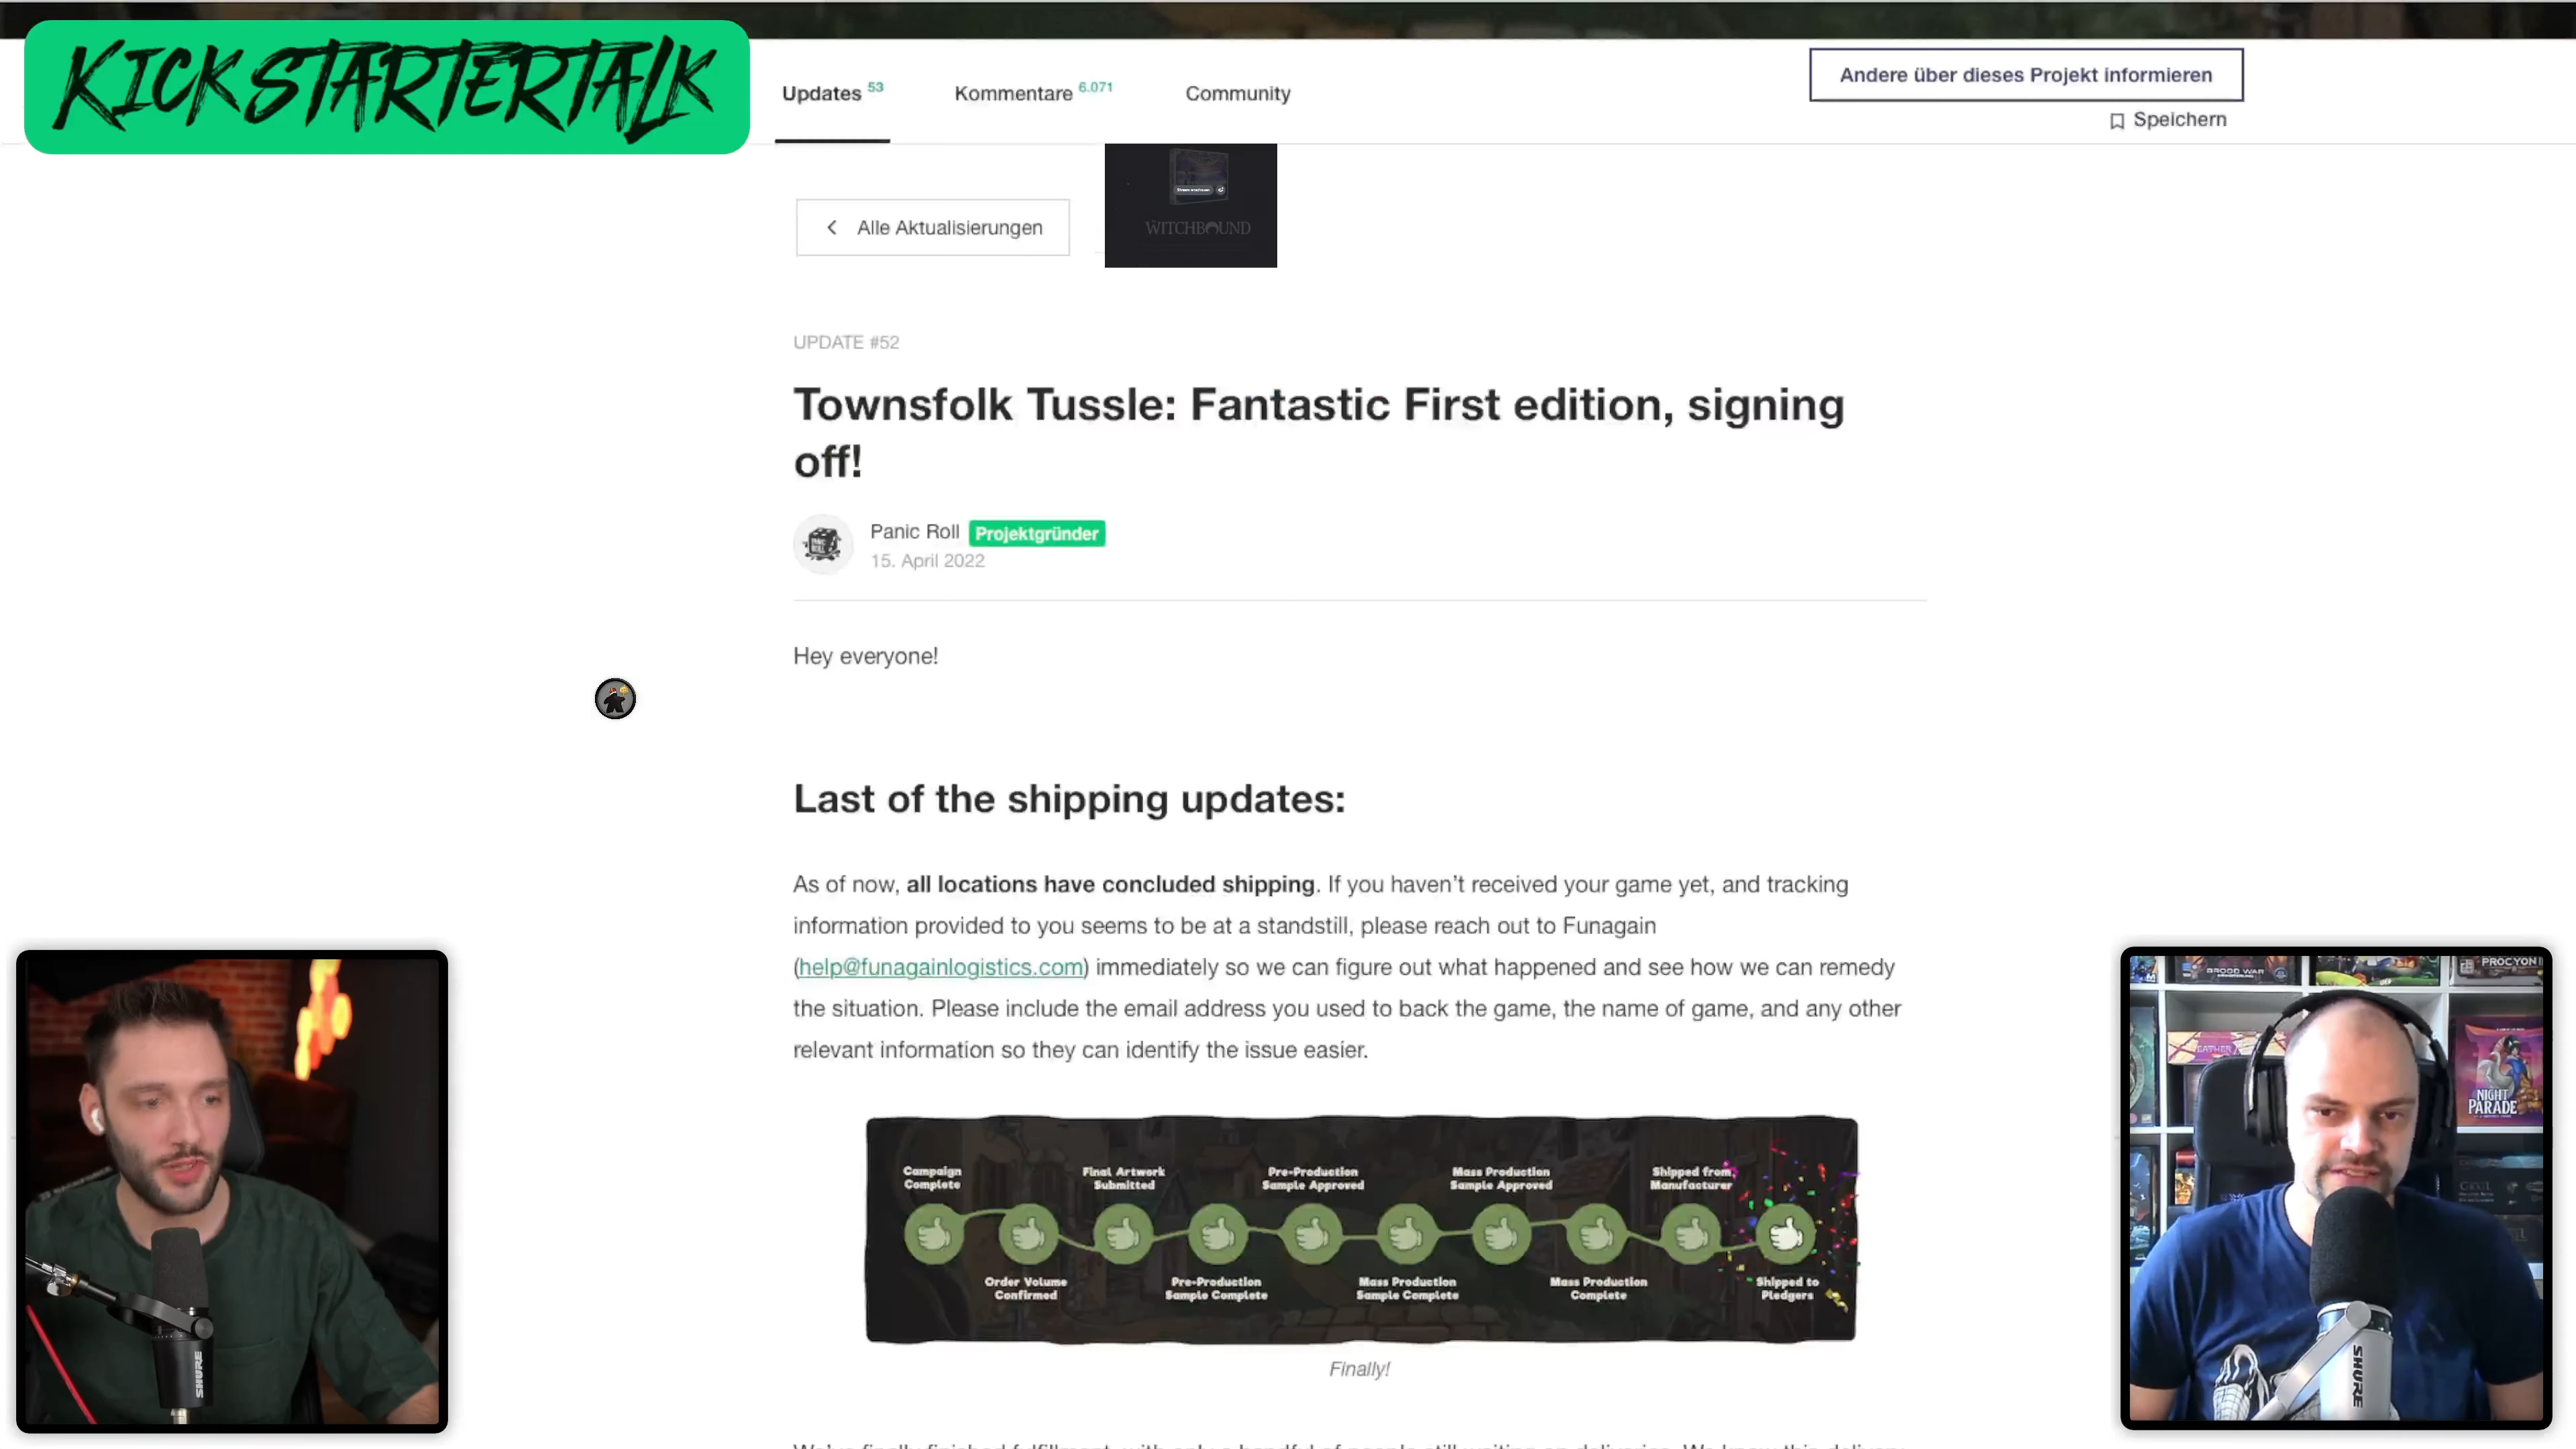 KICKSTARTERTALK
Updates 53
Kommentare 6.071
Community
Andere über dieses Projekt informieren
Speichern
Alle Aktualisierungen
WITCHBOUND
UPDATE #52
Townsfolk Tussle: Fantastic First edition, signing
off!
Panic Roll Projektgründer
15. April 2022
Hey everyone!
Last of the shipping updates:
As of now, all locations have concluded shipping. If you haven't received your game yet, and tracking
information provided to you seems to be at a standstill, please reach out to Funagain
(help@funagainlogistics.com) immediately so we can figure out what happened and see how we can remedy
the situation. Please include the email address you used to back the game, the name of game, and any other
relevant information so they can identify the issue easier.
Campaign
Complete
Final Artwork
Submitted
Pre-Production
Sample Approved
Mass Production
Sample Approved
Shipped from
Manufacturer
Order Volume
Confirmed
Pre-Production
Sample Complete
Mass Production
Sample Complete
Mass Production
Complete
Shipped to
Pledgers
Finally!
SHURE
BROOD WAR
PROCYON
GATHER
NIGHT
PARADE
SHURE